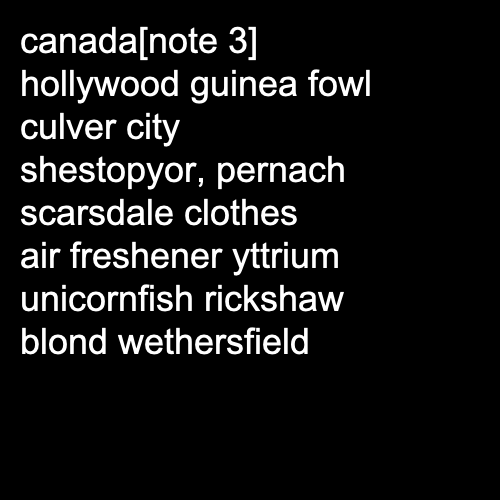 canada[note 3]
hollywood guinea fowl
culver city
shestopyor, pernach
scarsdale clothes
air freshener yttrium
unicornfish rickshaw
blond wethersfield